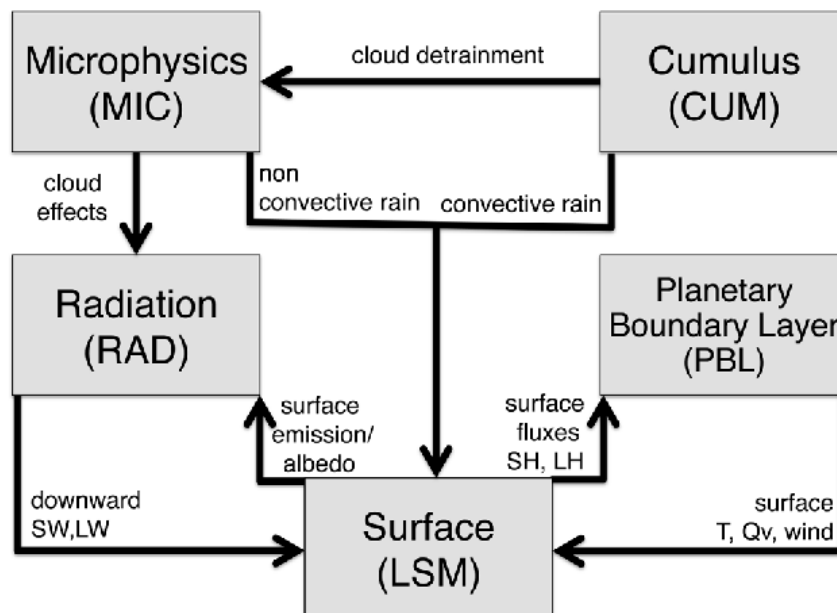 Microphysics
(MIC)
cloud detrainment
Cumulus
(CUM)
cloud
effects
non
convective rain
convective rain
Radiation
(RAD)
Planetary
Boundary Layer
(PBL)
surface
emission/
albedo
surface
fluxes
SH, LH
downward
SW,LW
Surface
(LSM)
surface
T, Qv, wind